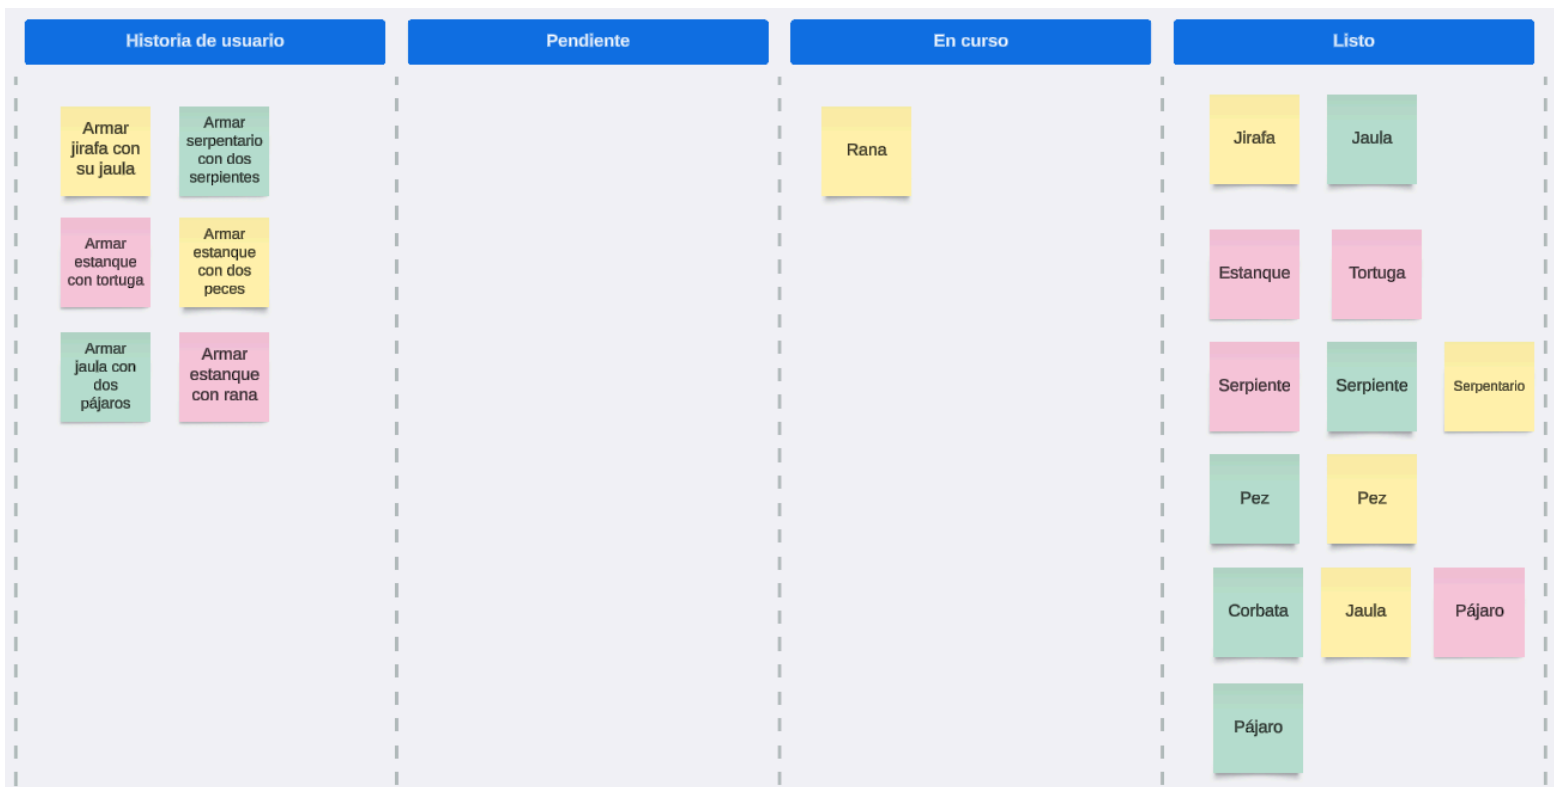 Historia de usuario
Pendiente
En curso
Listo
Armar
jirafa con
su jaula
Armar
serpentario
con dos
serpientes
Armar
estanque
con tortuga
Armar
estanque
con dos
peces
Armar
jaula con
dos
pájaros
Armar
estanque
con rana
Rana
Jirafa
Jaula
Estanque
Tortuga
Serpiente
Serpiente
Serpentario
Pez
Pez
Corbata
Jaula
Pájaro
Pájaro